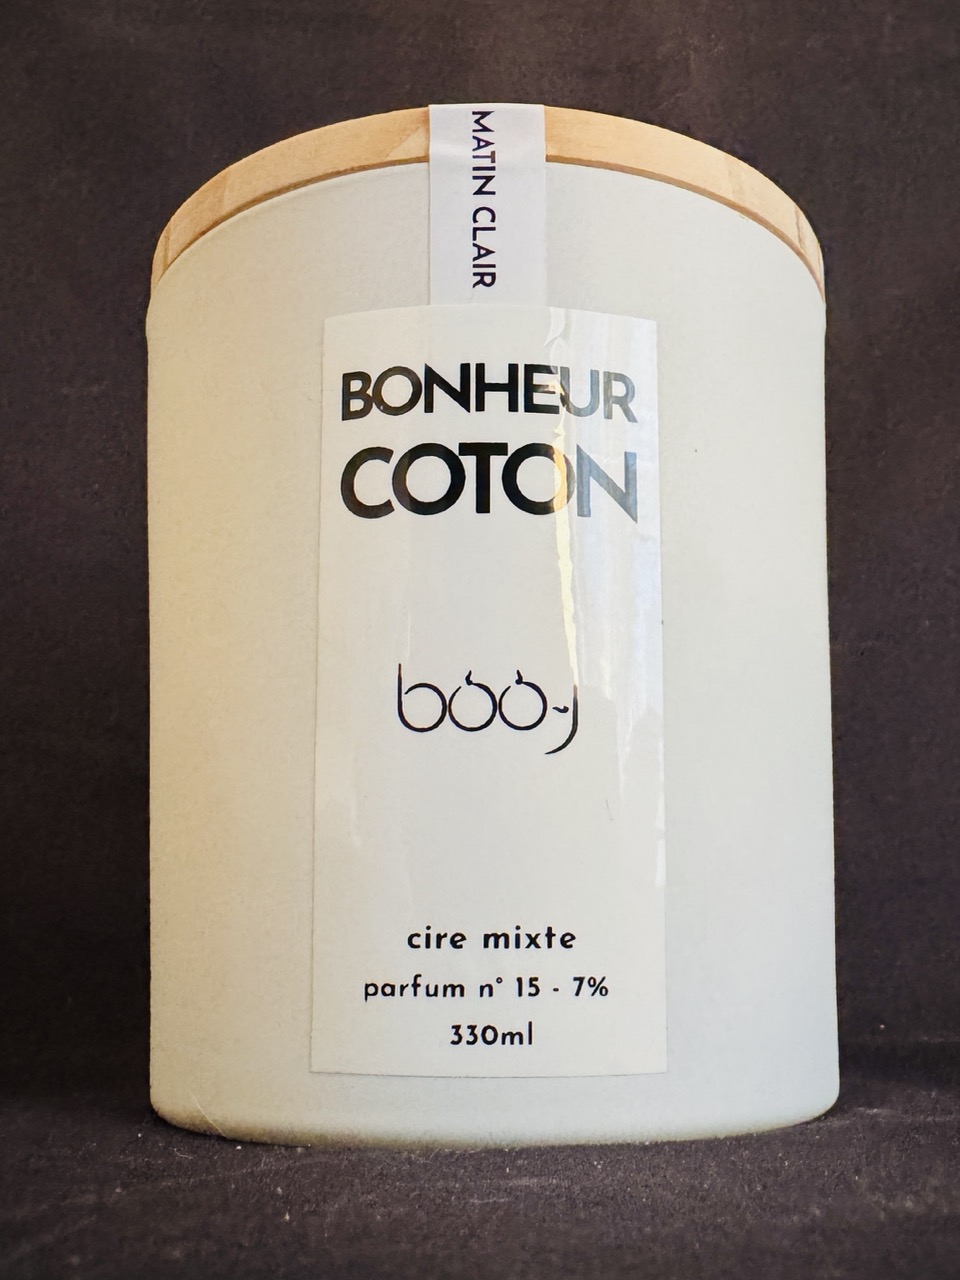 MATIN CLAIR
BONHEUR
COTON
boo-j
cire mixte
parfum n° 15 - 7%
330ml